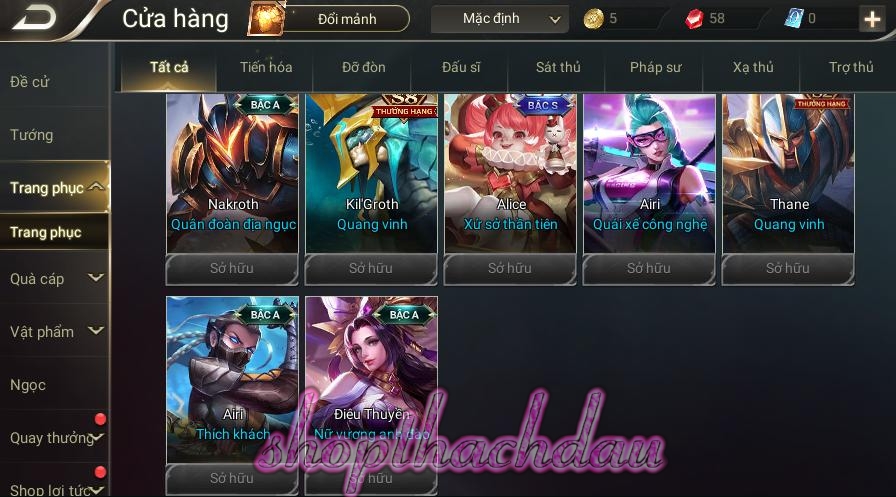 Cửa hàng
Đổi mảnh
Mặc định
5
58
0
Đề cử
Tướng
Trang phục
Trang phục
Quà cáp
Vật phẩm
Ngọc
Quay thưởng
Shop lợi tức
Tất cả
Tiến hóa
Đỡ đòn
Đấu sĩ
Sát thủ
Pháp sư
Xạ thủ
Trợ thủ
BẬC A
Nakroth
Quân đoàn địa ngục
Sở hữu
S8
THƯỞNG HẠNG
Kil'Groth
Quang vinh
Sở hữu
BẬC S
Alice
Xứ sở thần tiên
Sở hữu
Airi
Quái xế công nghệ
Sở hữu
THƯỞNG HẠNG
Thane
Quang vinh
Sở hữu
BẬC A
Airi
Thích khách
Sở hữu
BẬC A
Điêu Thuyền
Nữ vương anh đào
Sở hữu
shopthachdau